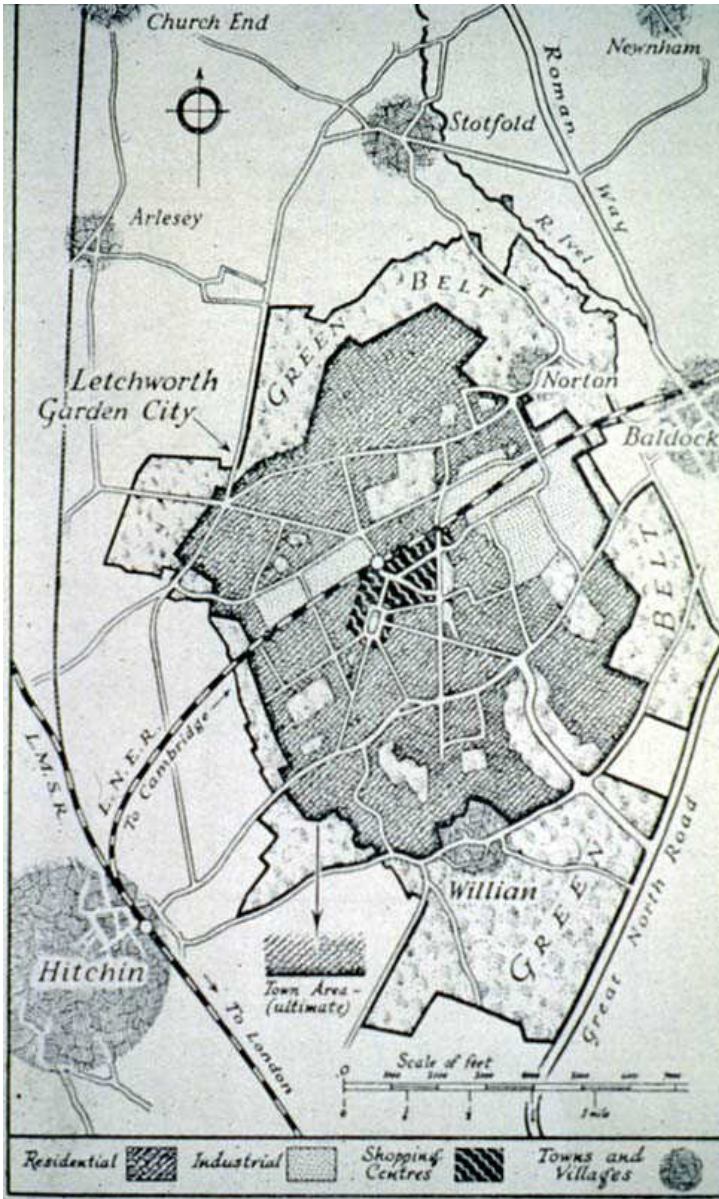 Church End
Newnham
Roman
Way
Stotfold
Arlesey
R. Ivel
GREEN
BELT
Letchworth
Garden City
Norton
Baldock
BELT
L.M.S.R.
L.N.E.R.
To Cambridge
Willian
GREEN
Great North Road
Hitchin
To London
Town Area -
(ultimate)
Scale of feet
0
1 mile
Residential
Industrial
Shopping
Centres
Towns and
Villages